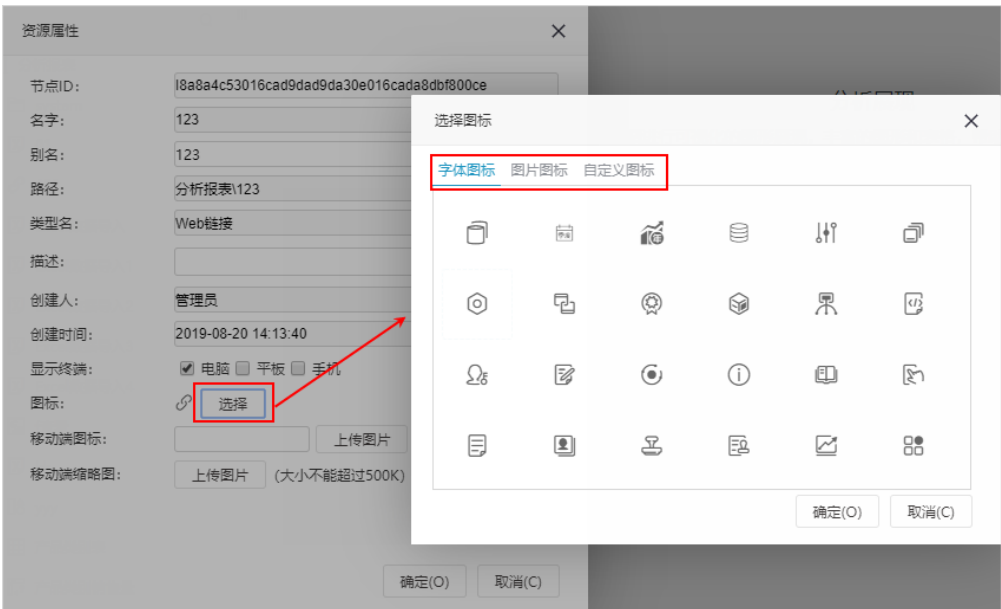 资源属性
节点ID:
I8a8a4c53016cad9dad9da30e016cada8dbf800ce
名字:
123
别名:
123
路径:
分析报表\123
类型名:
Web链接
描述:
创建人:
管理员
创建时间:
2019-08-20 14:13:40
显示终端:
电脑 平板 手机
图标:
选择
移动端图标:
上传图片
移动端缩略图:
上传图片 (大小不能超过500K)
确定(O) 取消(C)
选择图标
字体图标 图片图标 自定义图标
确定(O) 取消(C)